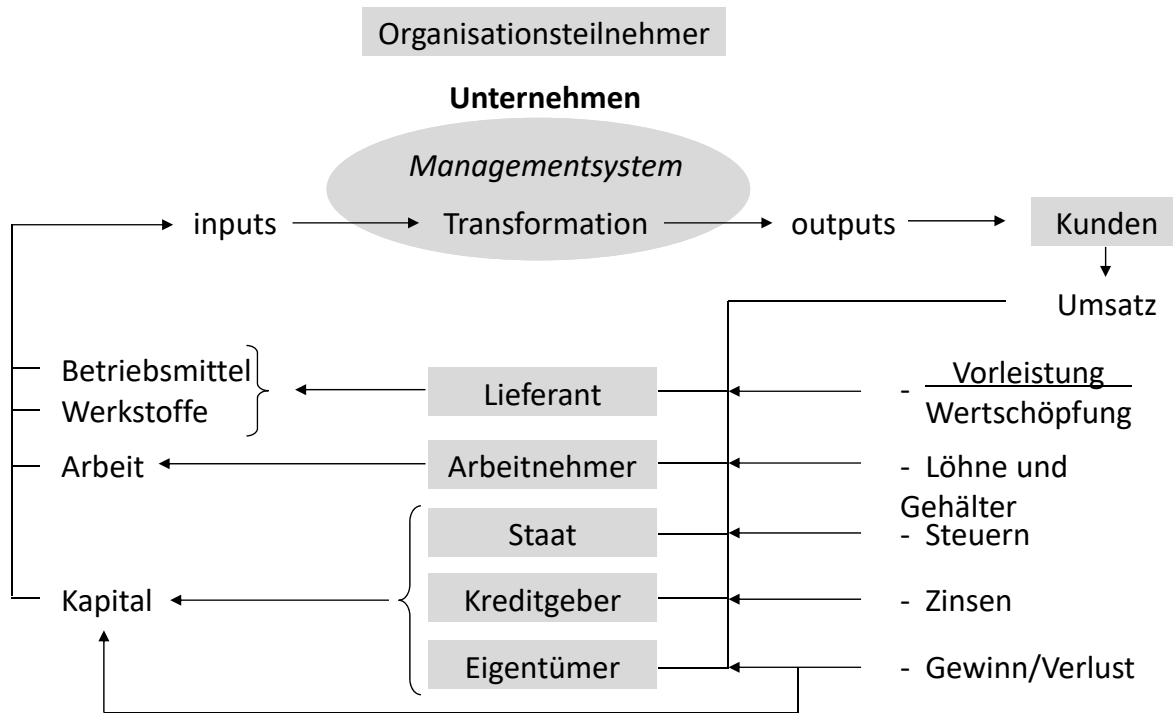 Organisationsteilnehmer
Unternehmen
Managementsystem
inputs
Transformation
outputs
Kunden
Umsatz
Betriebsmittel
Werkstoffe
Lieferant
- Vorleistung
Wertschöpfung
Arbeit
Arbeitnehmer
- Löhne und
Gehälter
Staat
- Steuern
Kapital
Kreditgeber
- Zinsen
Eigentümer
- Gewinn/Verlust